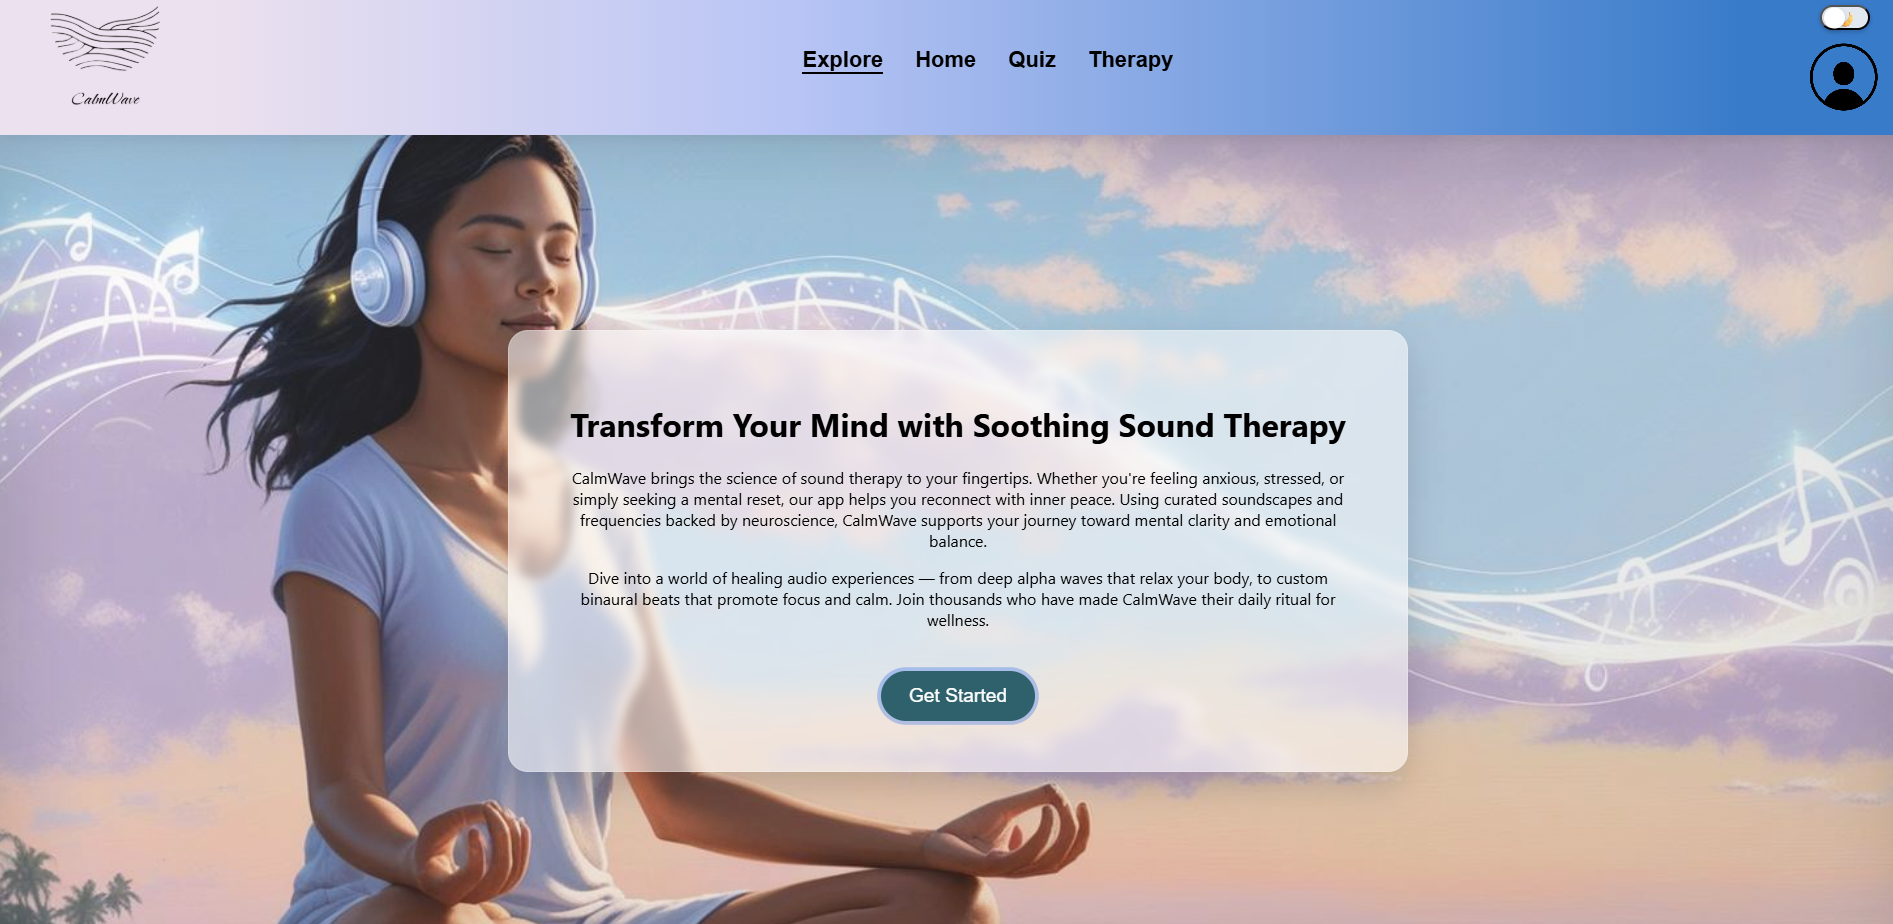 CalmWave
Explore Home Quiz Therapy
Transform Your Mind with Soothing Sound Therapy
CalmWave brings the science of sound therapy to your fingertips. Whether you're feeling anxious, stressed, or
simply seeking a mental reset, our app helps you reconnect with inner peace. Using curated soundscapes and
frequencies backed by neuroscience, CalmWave supports your journey toward mental clarity and emotional
balance.
Dive into a world of healing audio experiences — from deep alpha waves that relax your body, to custom
binaural beats that promote focus and calm. Join thousands who have made CalmWave their daily ritual for
wellness.
Get Started